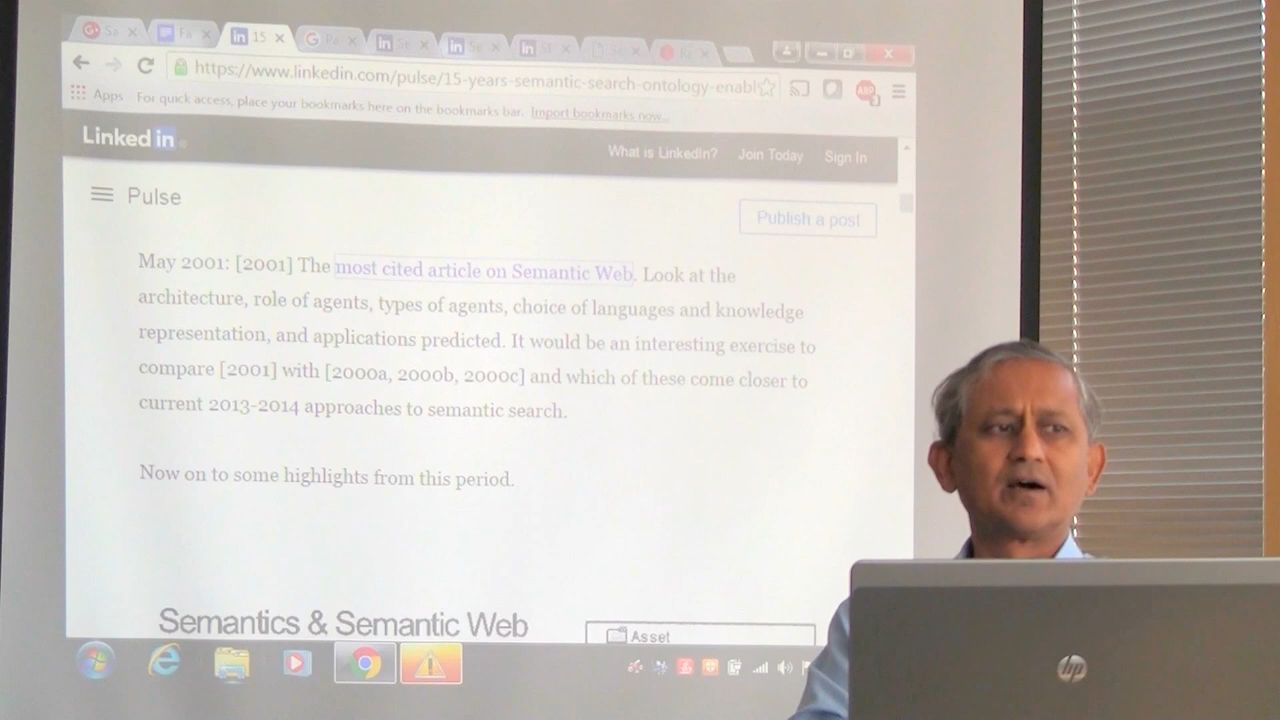 15
https://www.linkedin.com/pulse/15-years-semantic-search-ontology-enabl
ABP
Apps For quick access, place your bookmarks here on the bookmarks bar. Import bookmarks now...
Linked in
What is LinkedIn? Join Today Sign In
Pulse
Publish a post
May 2001: [2001] The most cited article on Semantic Web. Look at the
architecture, role of agents, types of agents, choice of languages and knowledge
representation, and applications predicted. It would be an interesting exercise to
compare [2001] with [2000a, 2000b, 2000c] and which of these come closer to
current 2013-2014 approaches to semantic search.
Now on to some highlights from this period.
Semantics & Semantic Web
Asset
hp